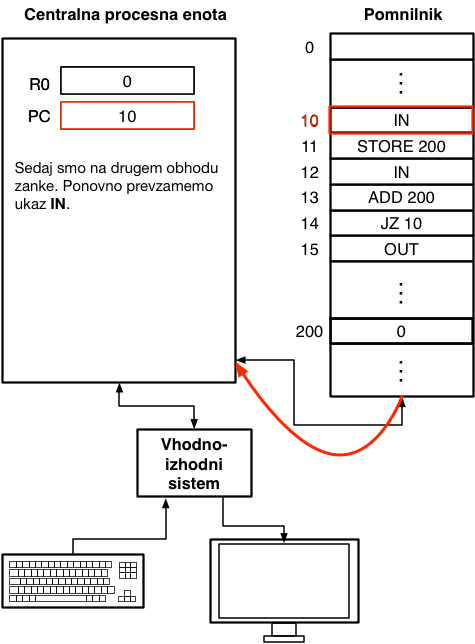 Centralna procesna enota
R0
0
PC
10
Sedaj smo na drugem obhodu
zanke. Ponovno prevzamemo
ukaz IN.
Pomnilnik
0
10 IN
11 STORE 200
12 IN
13 ADD 200
14 JZ 10
15 OUT
200 0
Vhodno-
izhodni
sistem